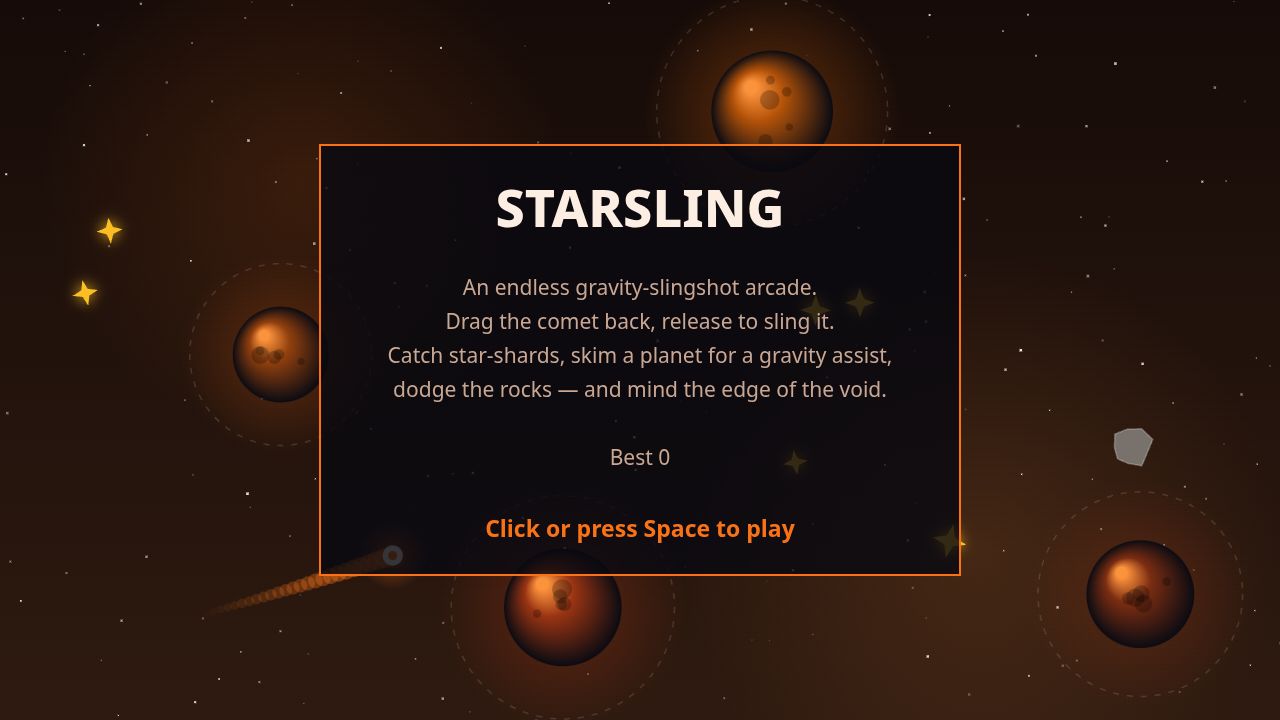 STARSLING
An endless gravity-slingshot arcade.
Drag the comet back, release to sling it.
Catch star-shards, skim a planet for a gravity assist,
dodge the rocks — and mind the edge of the void.
Best 0
Click or press Space to play